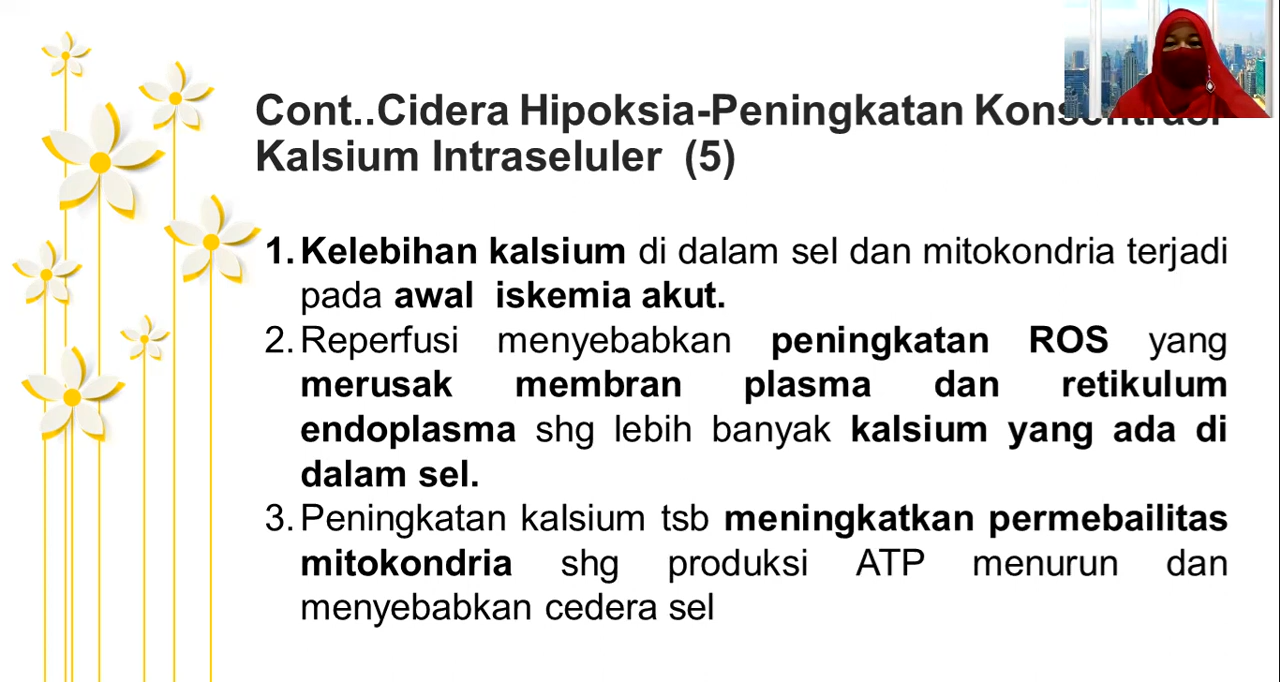 Cont..Cidera Hipoksia-Peningkatan Konsentrasi
Kalsium Intraseluler (5)
1. Kelebihan kalsium di dalam sel dan mitokondria terjadi
pada awal iskemia akut.
2. Reperfusi menyebabkan peningkatan ROS yang
merusak membran plasma dan retikulum
endoplasma shg lebih banyak kalsium yang ada di
dalam sel.
3. Peningkatan kalsium tsb meningkatkan permebailitas
mitokondria shg produksi ATP menurun dan
menyebabkan cedera sel